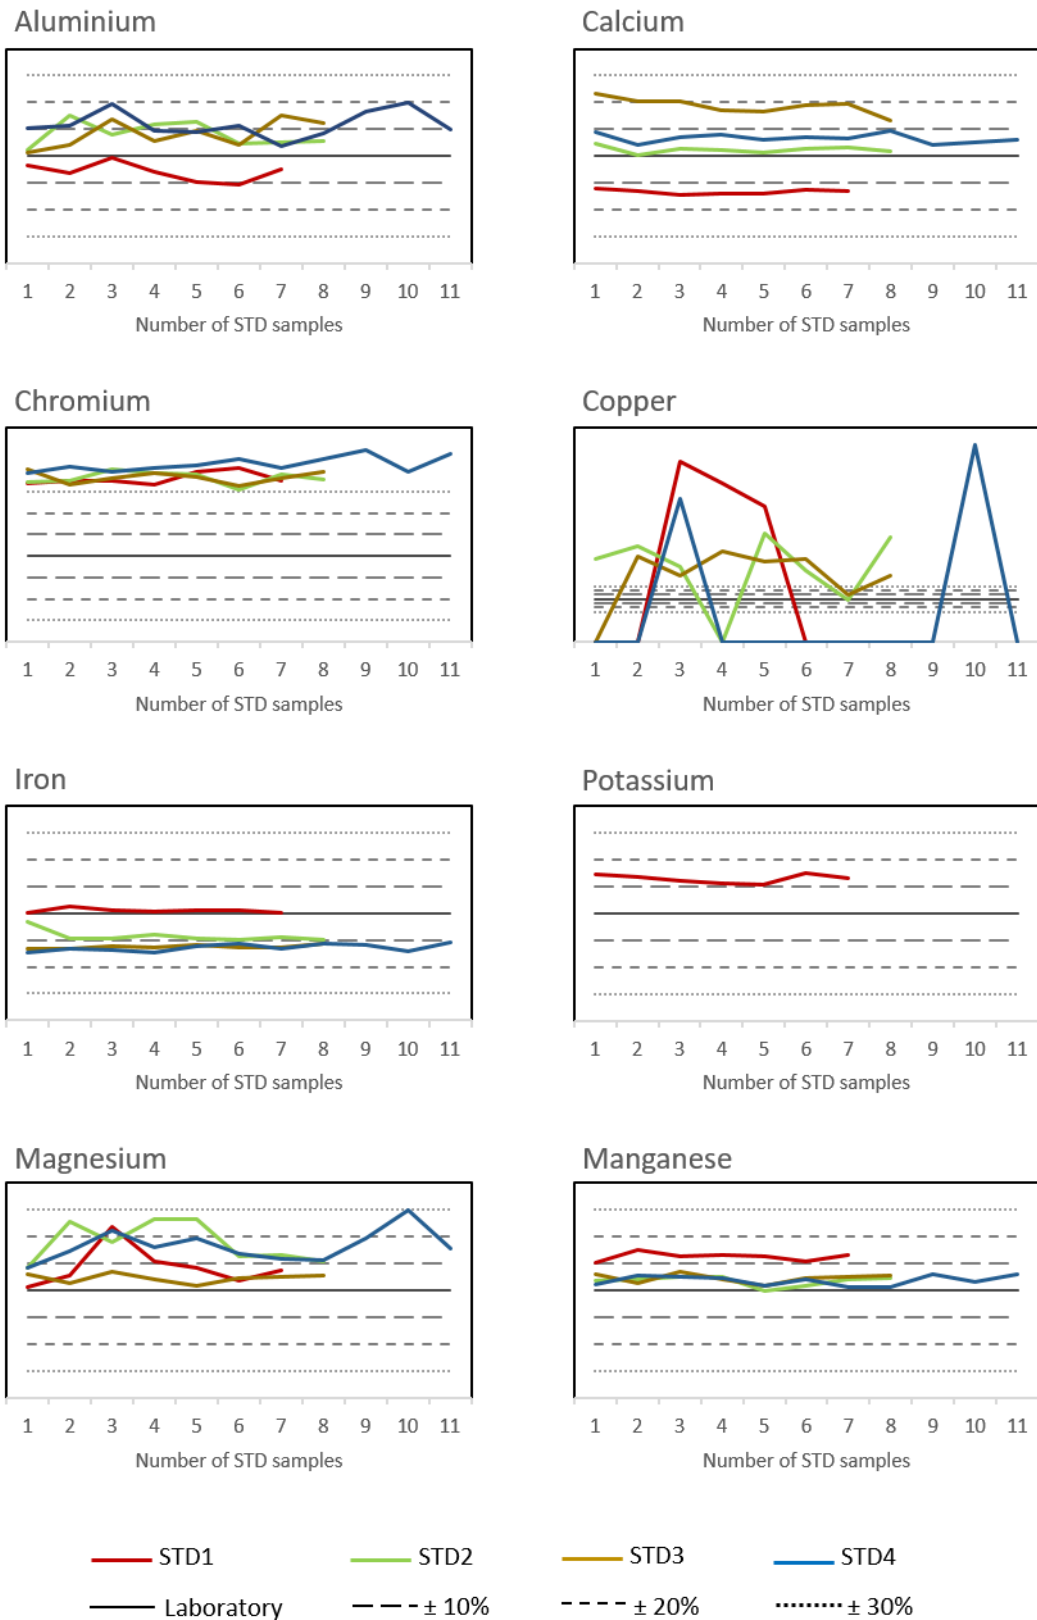 Aluminium Calcium
1 2 3 4 5 6 7 8 9 10 11 1 2 3 4 5 6 7 8 9 10 11
Number of STD samples Number of STD samples
Chromium Copper
1 2 3 4 5 6 7 8 9 10 11 1 2 3 4 5 6 7 8 9 10 11
Number of STD samples Number of STD samples
Iron Potassium
1 2 3 4 5 6 7 8 9 10 11 1 2 3 4 5 6 7 8 9 10 11
Number of STD samples Number of STD samples
Magnesium Manganese
1 2 3 4 5 6 7 8 9 10 11 1 2 3 4 5 6 7 8 9 10 11
Number of STD samples Number of STD samples
STD1 STD2 STD3 STD4
Laboratory ± 10% ± 20% ± 30%